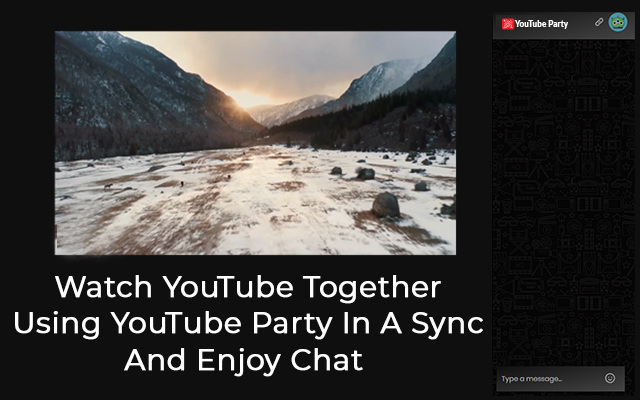 YouTube Party
Watch YouTube Together
Using YouTube Party In A Sync
And Enjoy Chat
Type a message...